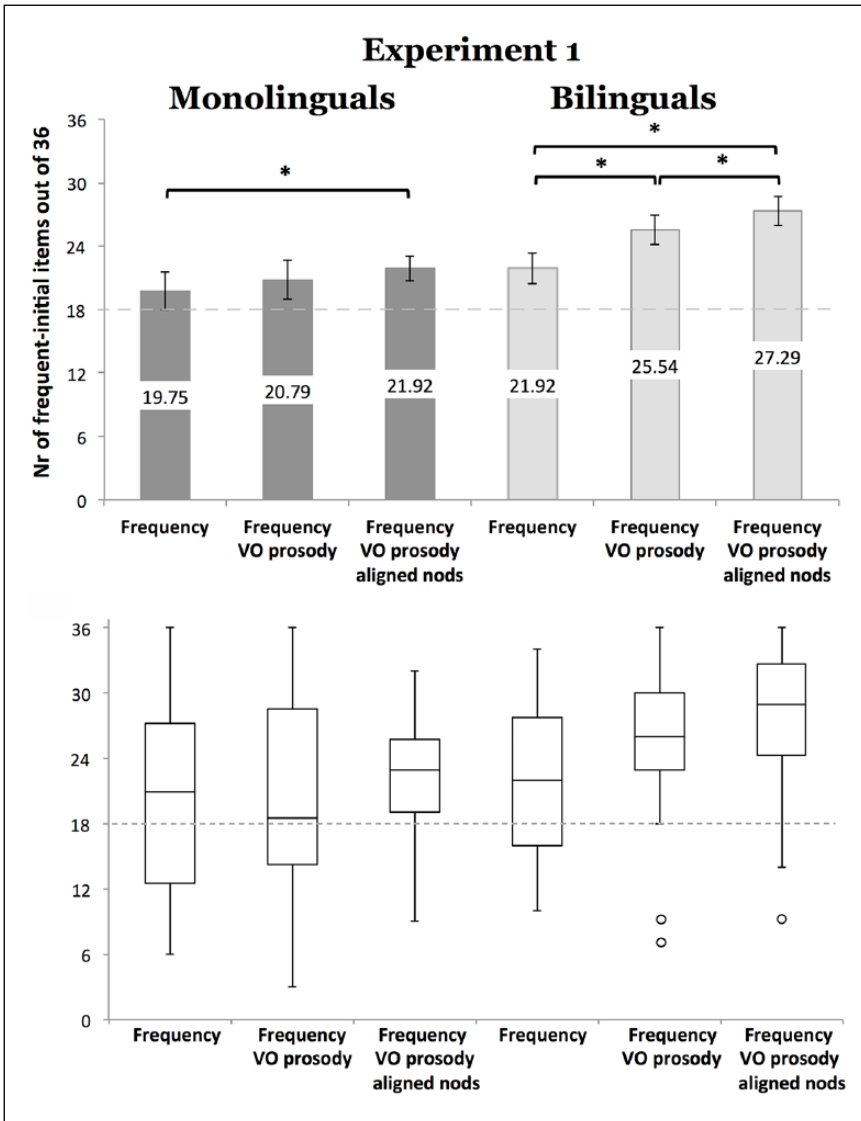 Experiment 1
Monolinguals Bilinguals
Nr of frequent-initial items out of 36
36
30
24
18
12
6
0
*
*
*
*
19.75
20.79
21.92
21.92
25.54
27.29
Frequency
Frequency
VO prosody
Frequency
VO prosody
aligned nods
Frequency
Frequency
VO prosody
Frequency
VO prosody
aligned nods
36
30
24
18
12
6
0
Frequency
Frequency
VO prosody
Frequency
VO prosody
aligned nods
Frequency
Frequency
VO prosody
Frequency
VO prosody
aligned nods